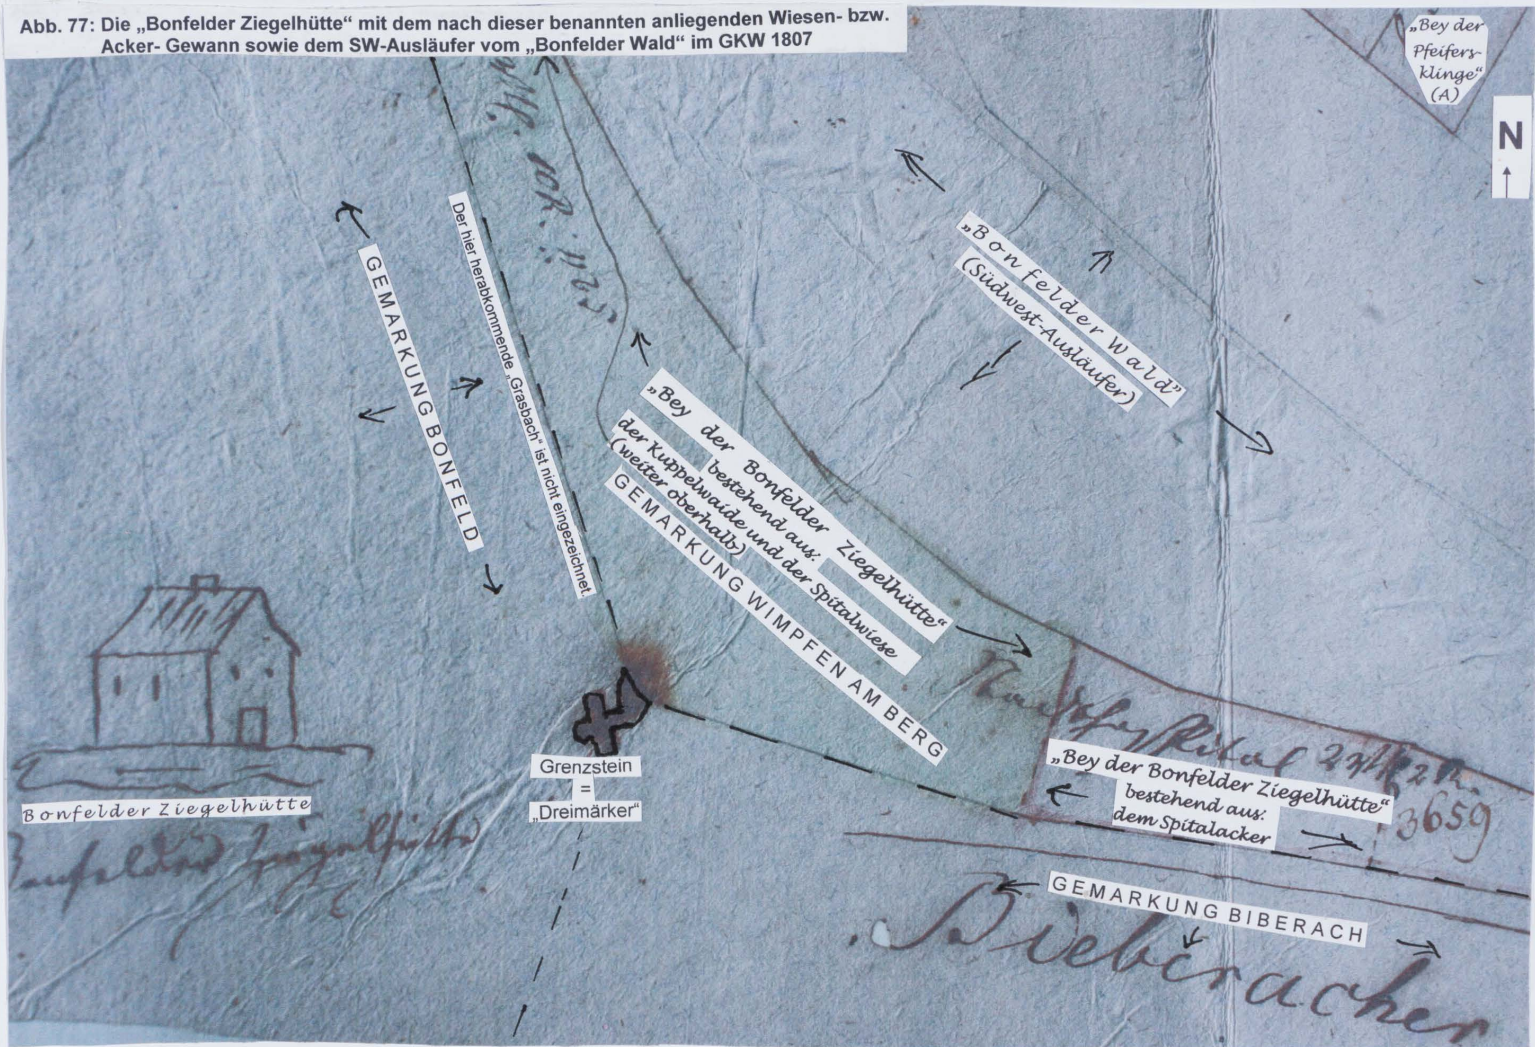 Abb. 77: Die „Bonfelder Ziegelhütte“ mit dem nach dieser benannten anliegenden Wiesen- bzw.
Acker- Gewann sowie dem SW-Ausläufer vom „Bonfelder Wald“ im GKW 1807
„Bey der
Pfeifers-
klinge“
(A)
N
„Bonfelder Wald“
(Südwest-Ausläufer)
Der hier herabkommende „Grasbach“ ist nicht eingezeichnet.
GEMARKUNG BONFELD
„Bey der Bonfelder Ziegelhütte“
bestehend aus:
der Kuppelwaide und der Spitalwiese
(weiter oberhalb)
GEMARKUNG WIMPFEN AM BERG
Grenzstein
=
„Dreimärker“
Bonfelder Ziegelhütte
Bonfelder Ziegelhütte
„Bey der Bonfelder Ziegelhütte“
bestehend aus:
dem Spitalacker
3659
GEMARKUNG BIBERACH
Bieberacher